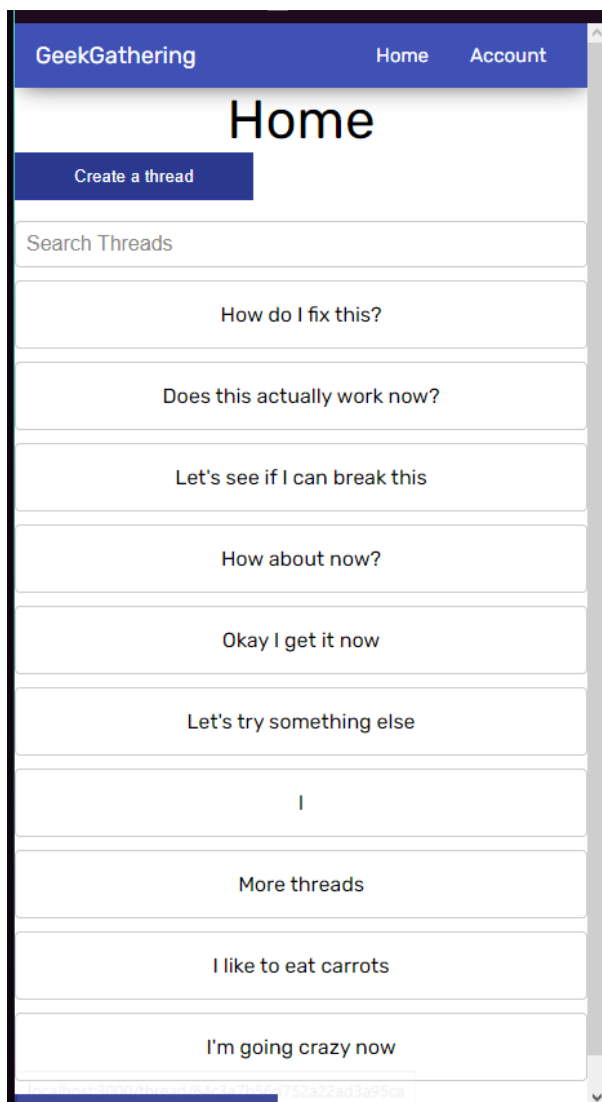 GeekGathering Home Account
Home
Create a thread
Search Threads
How do I fix this?
Does this actually work now?
Let's see if I can break this
How about now?
Okay I get it now
Let's try something else
I
More threads
I like to eat carrots
I'm going crazy now